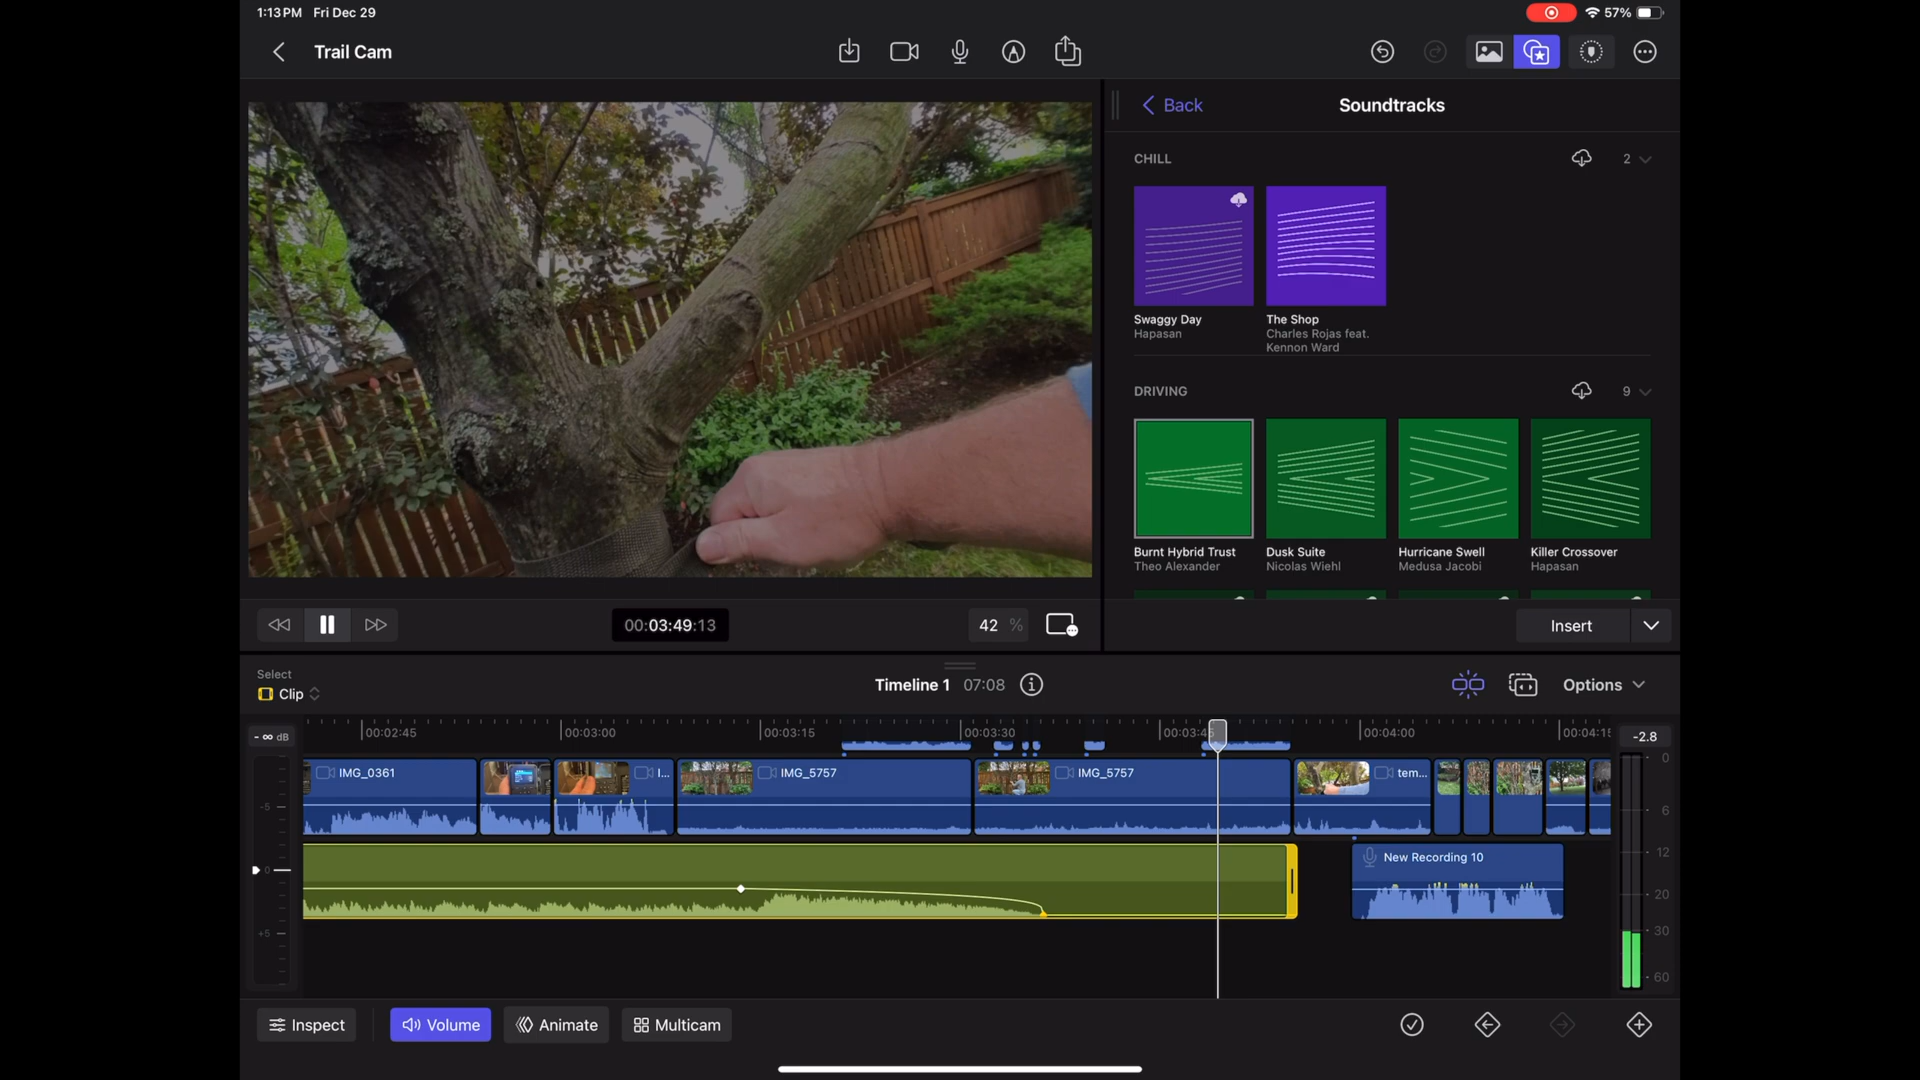 1:13 PM Fri Dec 29
57%
Trail Cam
Back
Soundtracks
CHILL
2
Swaggy Day
Hapasan
The Shop
Charles Rojas feat.
Kennon Ward
DRIVING
9
Burnt Hybrid Trust
Theo Alexander
Dusk Suite
Nicolas Wiehl
Hurricane Swell
Medusa Jacobi
Killer Crossover
Hapasan
00:03:49:13
42 %
Insert
Select
Clip
Timeline 1 07:08
Options
- ∞ dB
00:02:45
00:03:00
00:03:15
00:03:30
00:03:45
00:04:00
00:04:15
-2.8
IMG_0361
I...
IMG_5757
IMG_5757
tem...
New Recording 10
-5
0
+5
0
6
12
20
30
60
Inspect
Volume
Animate
Multicam